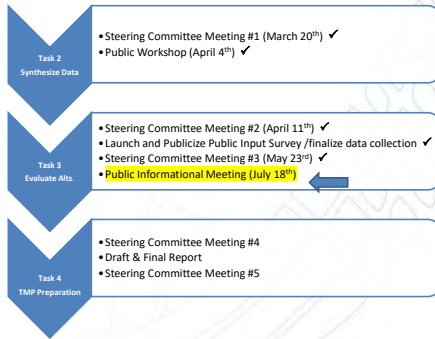 Task 2
Synthesize Data
• Steering Committee Meeting #1 (March 20th) ✓
• Public Workshop (April 4th) ✓
Task 3
Evaluate Alts.
• Steering Committee Meeting #2 (April 11th) ✓
• Launch and Publicize Public Input Survey /finalize data collection ✓
• Steering Committee Meeting #3 (May 23rd) ✓
• Public Informational Meeting (July 18th)
Task 4
TMP Preparation
• Steering Committee Meeting #4
• Draft & Final Report
• Steering Committee Meeting #5